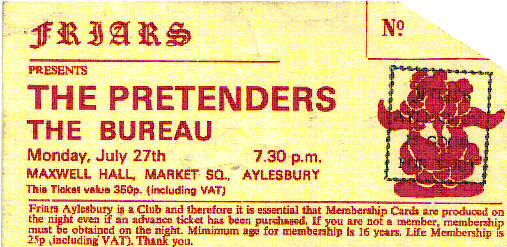 FRIARS
Nº
PRESENTS
THE PRETENDERS
THE BUREAU
Monday, July 27th 7.30 p.m.
MAXWELL HALL, MARKET SQ., AYLESBURY
This Ticket value 350p. (including VAT)
Friars Aylesbury is a Club and therefore it is essential that Membership Cards are produced on
the night even if an advance ticket has been purchased. If you are not a member, membership
must be obtained on the night. Mimimum age for membership is 16 years. Life Membership is
25p (including VAT). Thank you.